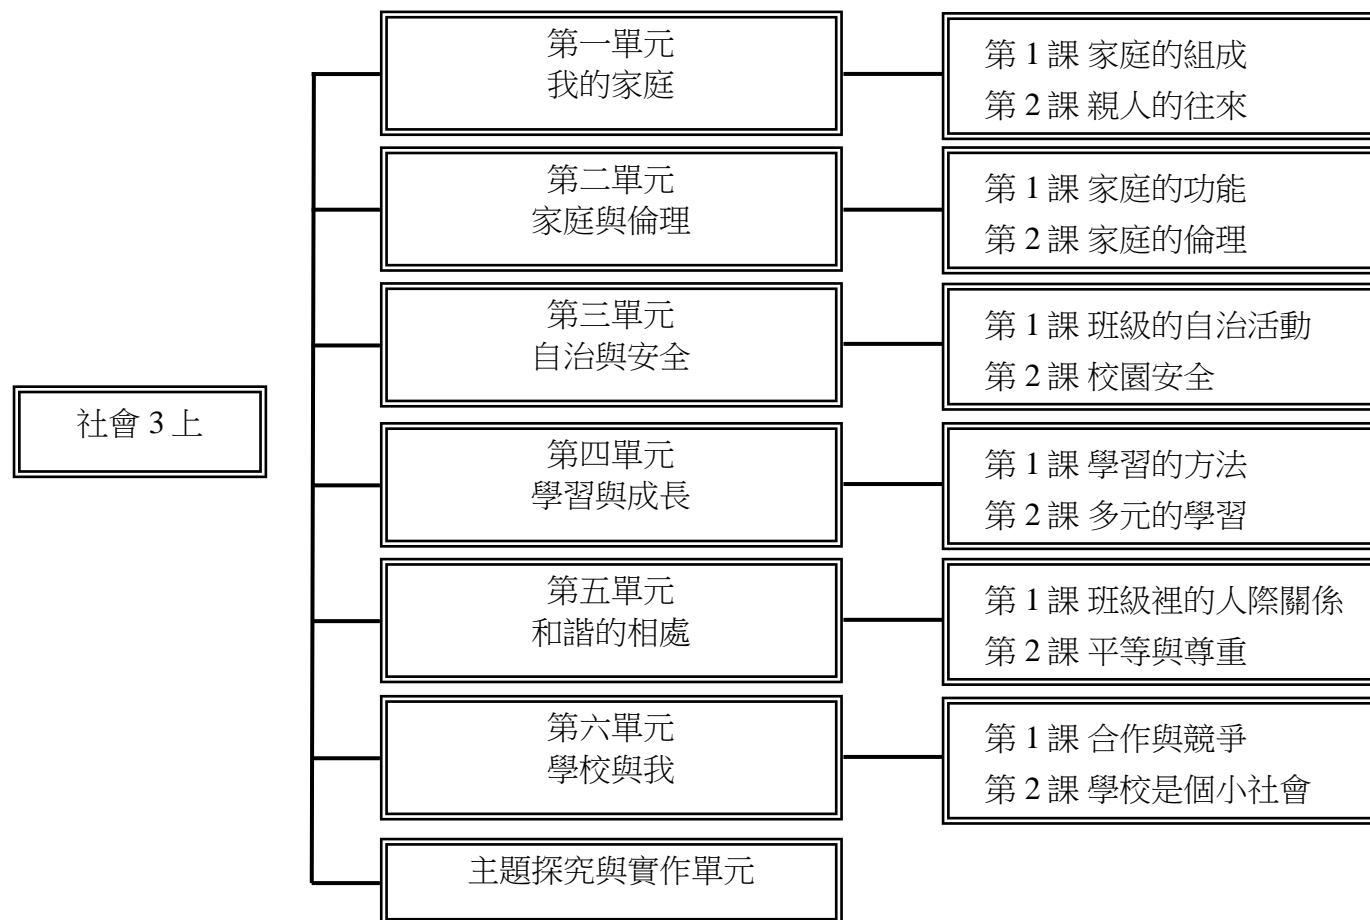 社會 3 上
第一單元
我的家庭
第 1 課 家庭的組成
第 2 課 親人的往來
第二單元
家庭與倫理
第 1 課 家庭的功能
第 2 課 家庭的倫理
第三單元
自治與安全
第 1 課 班級的自治活動
第 2 課 校園安全
第四單元
學習與成長
第 1 課 學習的方法
第 2 課 多元的學習
第五單元
和諧的相處
第 1 課 班級裡的人際關係
第 2 課 平等與尊重
第六單元
學校與我
第 1 課 合作與競爭
第 2 課 學校是個小社會
主題探究與實作單元